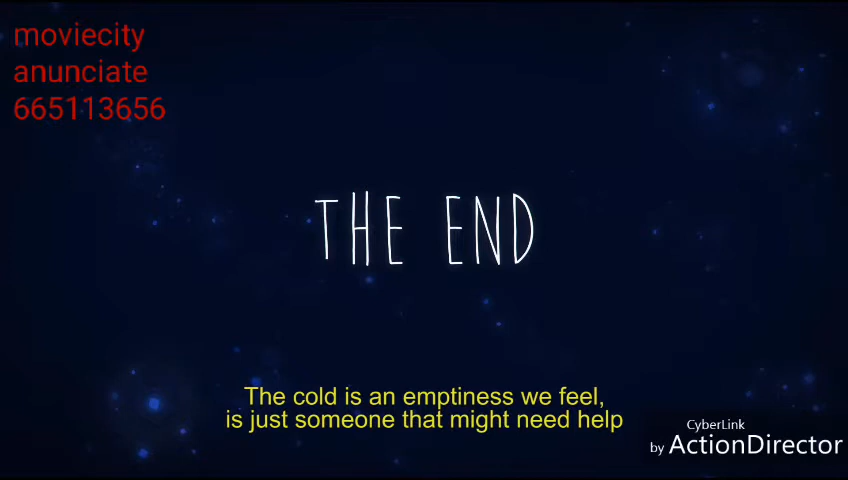 moviecity
anunciate
665113656
THE END
The cold is an emptiness we feel,
is just someone that might need help
CyberLink
by ActionDirector